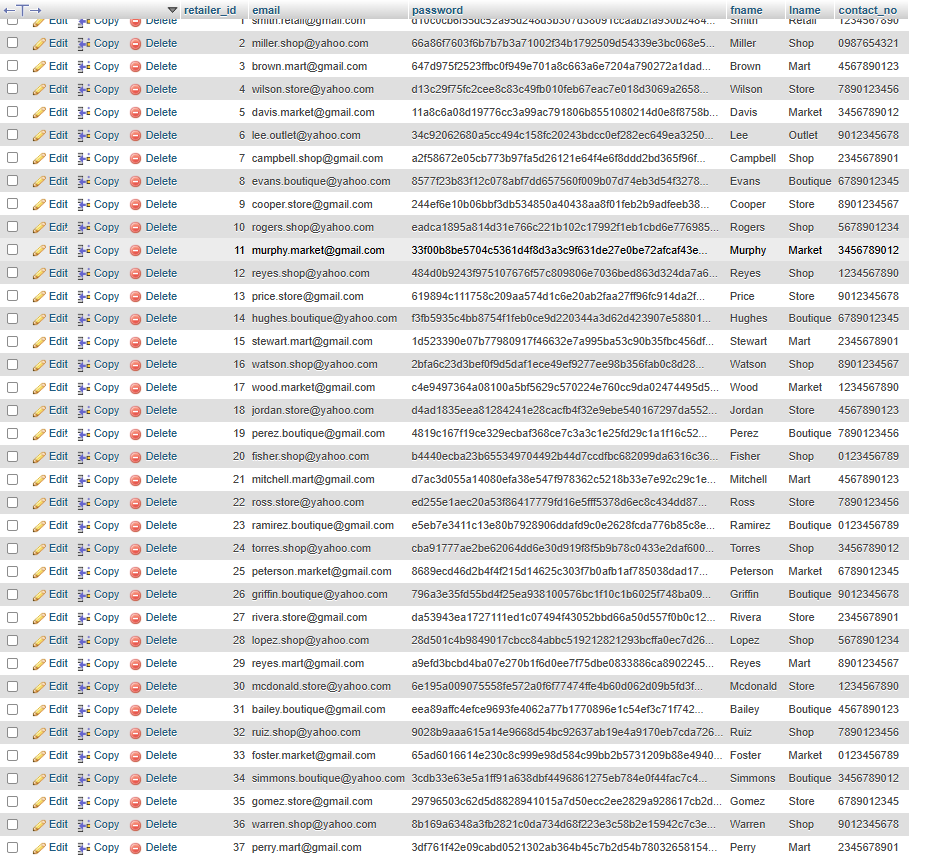 ←T→ retailer_id email password fname lname contact_no
1 smith.retail@gmail.com d10c0cb6f55dc52a95d248d3b307d38091ccaab2fa930b2484... Smith Retail 1234567890
Edit Copy Delete 2 miller.shop@yahoo.com 66a86f7603f6b7b7b3a71002f34b1792509d54339e3bc068e5... Miller Shop 0987654321
Edit Copy Delete 3 brown.mart@gmail.com 647d975f2523ffbc0f949e701a8c663a6e7204a790272a1dad... Brown Mart 4567890123
Edit Copy Delete 4 wilson.store@yahoo.com d13c29f75fc2cee8c83c49fb010feb67eac7e018d3069a2658... Wilson Store 7890123456
Edit Copy Delete 5 davis.market@gmail.com 11a8c6a08d19776cc3a99ac791806b8551080214d0e8f8758b... Davis Market 3456789012
Edit Copy Delete 6 lee.outlet@yahoo.com 34c92062680a5cc494c158fc20243bdcc0ef282ec649ea3250... Lee Outlet 9012345678
Edit Copy Delete 7 campbell.shop@gmail.com a2f58672e05cb773b97fa5d26121e64f4e6f8ddd2bd365f96f... Campbell Shop 2345678901
Edit Copy Delete 8 evans.boutique@yahoo.com 8577f23b83f12c078abf7dd657560f009b07d74eb3d54f3278... Evans Boutique 6789012345
Edit Copy Delete 9 cooper.store@gmail.com 244ef6e10b06bbf3db534850a40438aa8f01feb2b9adfeeb38... Cooper Store 8901234567
Edit Copy Delete 10 rogers.shop@yahoo.com eadca1895a814d31e766c221b102c17992f1eb1cbd6e776985... Rogers Shop 5678901234
Edit Copy Delete 11 murphy.market@gmail.com 33f00b8be5704c5361d4f8d3a3c9f631de27e0be72afcaf43e... Murphy Market 3456789012
Edit Copy Delete 12 reyes.shop@yahoo.com 484d0b9243f975107676f57c809806e7036bed863d324da7a6... Reyes Shop 1234567890
Edit Copy Delete 13 price.store@gmail.com 619894c111758c209aa574d1c6e20ab2faa27ff96fc914da2f... Price Store 9012345678
Edit Copy Delete 14 hughes.boutique@yahoo.com f3fb5935c4bb8754f1feb0ce9d220344a3d62d423907e58801... Hughes Boutique 6789012345
Edit Copy Delete 15 stewart.mart@gmail.com 1d523390e07b77980917f46632e7a995ba53c90b35fbc456df... Stewart Mart 2345678901
Edit Copy Delete 16 watson.shop@yahoo.com 2bfa6c23d3bef0f9d5daf1ece49ef9277ee98b356fab0c8d28... Watson Shop 8901234567
Edit Copy Delete 17 wood.market@gmail.com c4e9497364a08100a5bf5629c570224e760cc9da02474495d5... Wood Market 1234567890
Edit Copy Delete 18 jordan.store@yahoo.com d4ad1835eea81284241e28cacfb4f32e9ebe540167297da552... Jordan Store 4567890123
Edit Copy Delete 19 perez.boutique@gmail.com 4819c167f19ce329ecbaf368ce7c3a3c1e25fd29c1a1f16c52... Perez Boutique 7890123456
Edit Copy Delete 20 fisher.shop@yahoo.com b4440ecba23b655349704492b44d7ccdfbc682099da6316c36... Fisher Shop 0123456789
Edit Copy Delete 21 mitchell.mart@gmail.com d7ac3d055a14080efa38e547f978362c5218b33e7e92c29c1e... Mitchell Mart 4567890123
Edit Copy Delete 22 ross.store@yahoo.com ed255e1aec20a53f86417779fd16e5fff5378d6ec8c434dd87... Ross Store 7890123456
Edit Copy Delete 23 ramirez.boutique@gmail.com e5eb7e3411c13e80b7928906ddafd9c0e2628fcda776b85c8e... Ramirez Boutique 0123456789
Edit Copy Delete 24 torres.shop@yahoo.com cba91777ae2be62064dd6e30d919f8f5b9b78c0433e2daf600... Torres Shop 3456789012
Edit Copy Delete 25 peterson.market@gmail.com 8689ecd46d2b4f4f215d14625c303f7b0afb1af785038dad17... Peterson Market 6789012345
Edit Copy Delete 26 griffin.boutique@yahoo.com 796a3e35fd55bd4f25ea938100576bc1f10c1b6025f748ba09... Griffin Boutique 9012345678
Edit Copy Delete 27 rivera.store@gmail.com da53943ea1727111ed1c07494f43052bbd66a50d557f0b0c12... Rivera Store 2345678901
Edit Copy Delete 28 lopez.shop@yahoo.com 28d501c4b9849017cbcc84abbc519212821293bcffa0ec7d26... Lopez Shop 5678901234
Edit Copy Delete 29 reyes.mart@gmail.com a9efd3bcbd4ba07e270b1f6d0ee7f75dbe0833886ca8902245... Reyes Mart 8901234567
Edit Copy Delete 30 mcdonald.store@yahoo.com 6e195a009075558fe572a0f6f77474ffe4b60d062d09b5fd3f... Mcdonald Store 1234567890
Edit Copy Delete 31 bailey.boutique@gmail.com eea89affc4efce9693fe4062a77b1770896e1c54ef3c71f742... Bailey Boutique 4567890123
Edit Copy Delete 32 ruiz.shop@yahoo.com 9028b9aaa615a14e9668d54bc92637ab19e4a9170eb7cda726... Ruiz Shop 7890123456
Edit Copy Delete 33 foster.market@gmail.com 65ad6016614e230c8c999e98d584c99bb2b5731209b88e4940... Foster Market 0123456789
Edit Copy Delete 34 simmons.boutique@yahoo.com 3cdb33e63e5a1ff91a638dbf4496861275eb784e0f44fac7c4... Simmons Boutique 3456789012
Edit Copy Delete 35 gomez.store@gmail.com 29796503c62d5d8828941015a7d50ecc2ee2829a928617cb2d... Gomez Store 6789012345
Edit Copy Delete 36 warren.shop@yahoo.com 8b169a6348a3fb2821c0da734d68f223e3c58b2e15942c7c3e... Warren Shop 9012345678
Edit Copy Delete 37 perry.mart@gmail.com 3df761f42e09cabd0521302ab364b45c7b2d54b78032658154... Perry Mart 2345678901